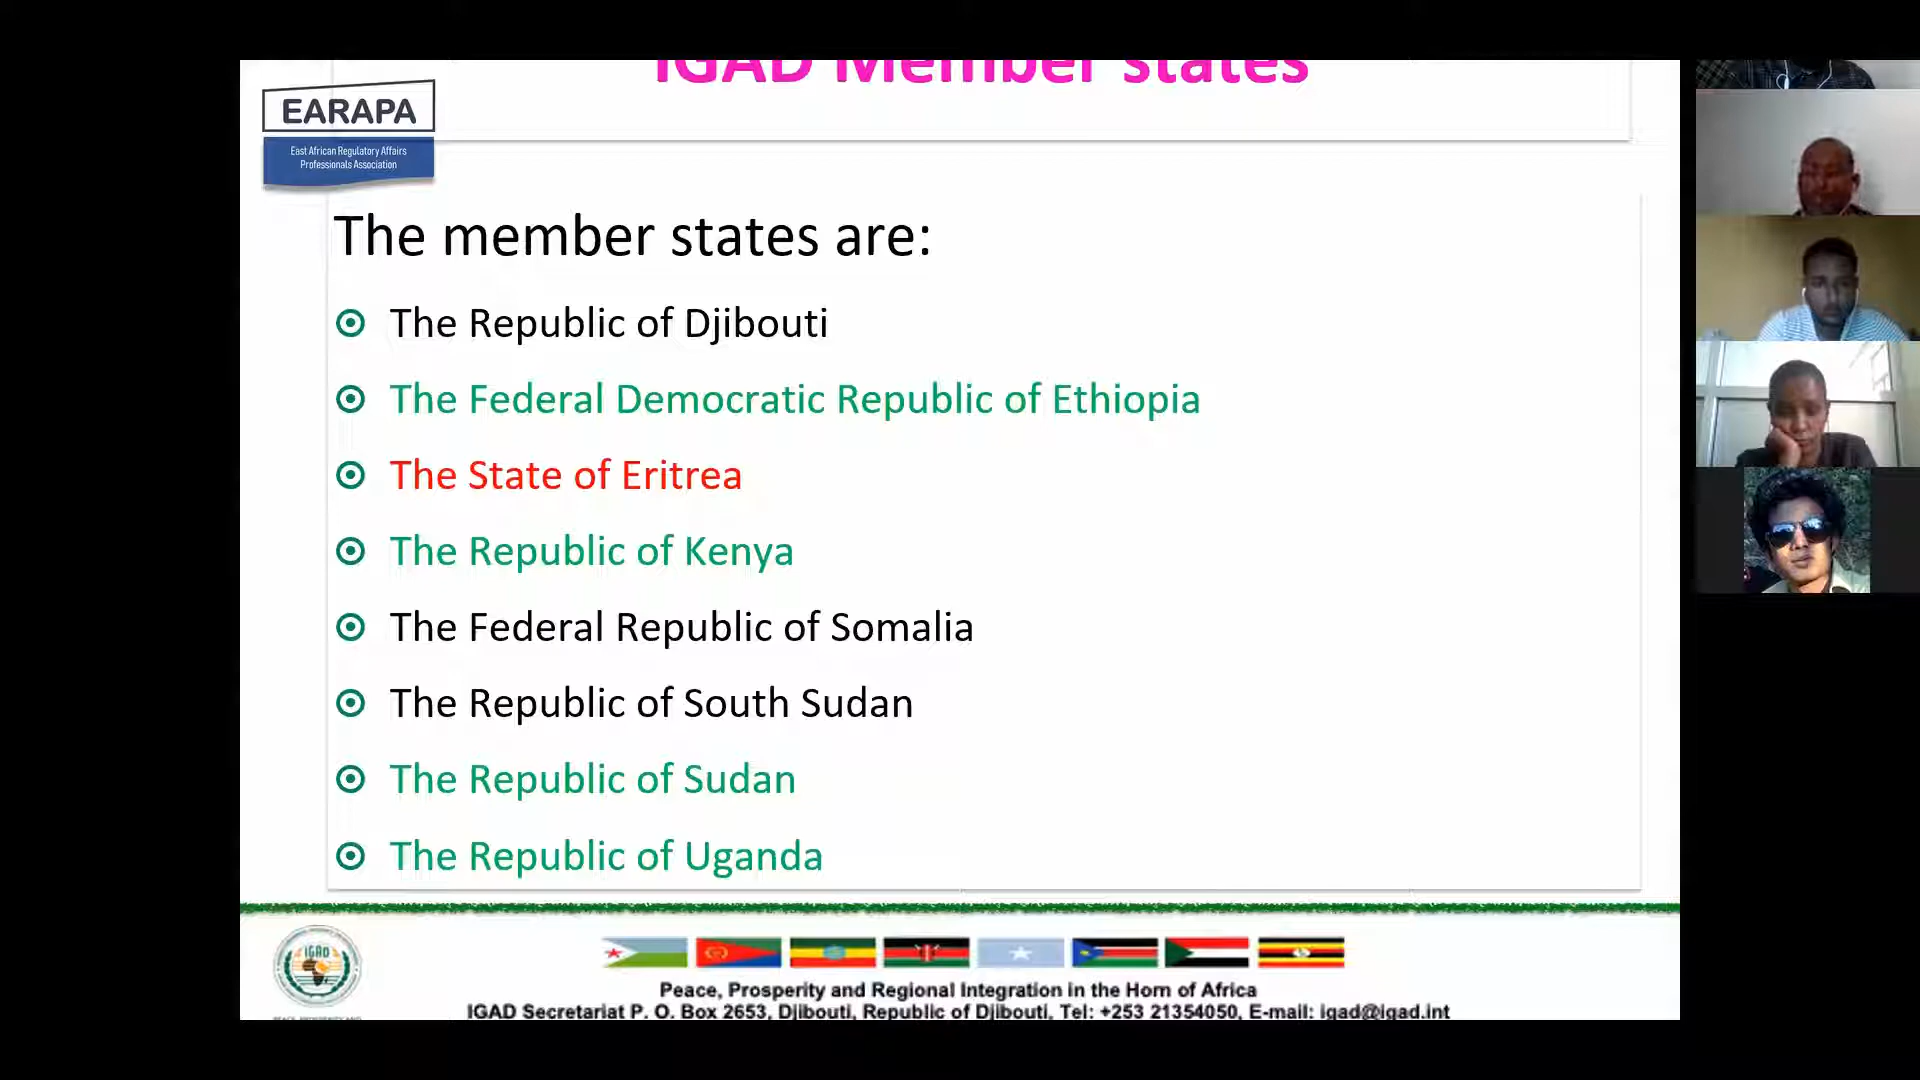 IGAD Member states
EARAPA
East African Regulatory Affairs
Professionals Association
The member states are:
The Republic of Djibouti
The Federal Democratic Republic of Ethiopia
The State of Eritrea
The Republic of Kenya
The Federal Republic of Somalia
The Republic of South Sudan
The Republic of Sudan
The Republic of Uganda
IGAD
Peace, Prosperity and Regional Integration in the Horn of Africa
IGAD Secretariat P. O. Box 2653, Djibouti, Republic of Djibouti, Tel: +253 21354050, E-mail: igad@igad.int